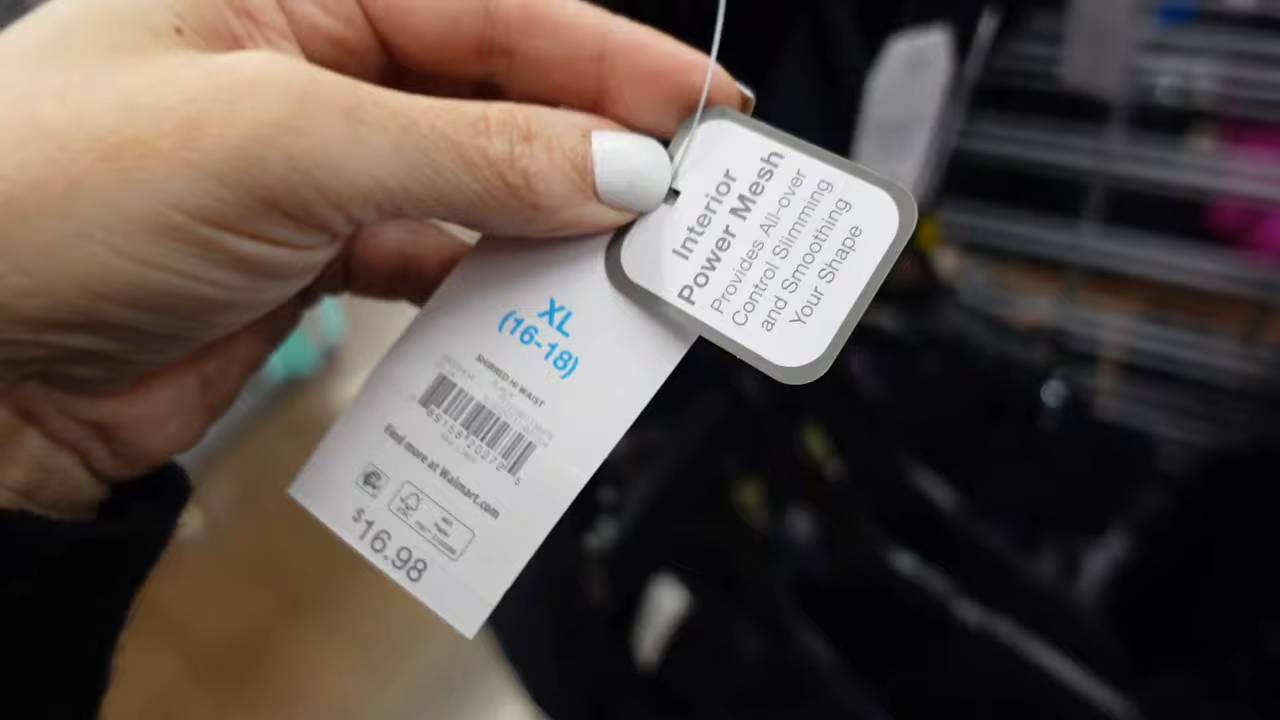 Interior
Power Mesh
Provides All-over
Control Slimming
and Smoothing
Your Shape
XL
(16-18)
SHIRRED HI WAIST
Find more at Walmart.com
FSC
$16.98